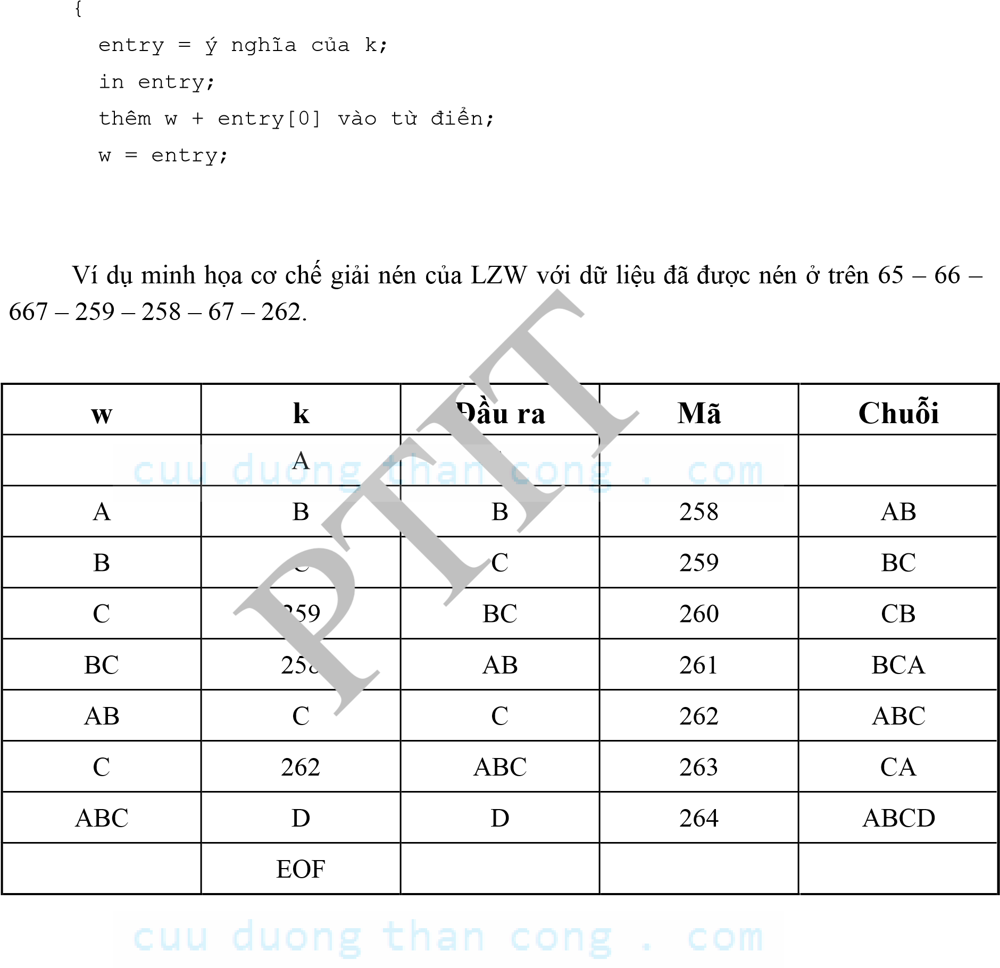 {
entry = ý nghĩa của k;
in entry;
thêm w + entry[0] vào từ điển;
w = entry;
Ví dụ minh họa cơ chế giải nén của LZW với dữ liệu đã được nén ở trên 65 – 66 –
667 – 259 – 258 – 67 – 262.
w k Đầu ra Mã Chuỗi
A
cuu duong than cong . com
A B B 258 AB
B C C 259 BC
C 259 BC 260 CB
BC 258 AB 261 BCA
AB C C 262 ABC
C 262 ABC 263 CA
ABC D D 264 ABCD
EOF
PTIT
cuu duong than cong . com